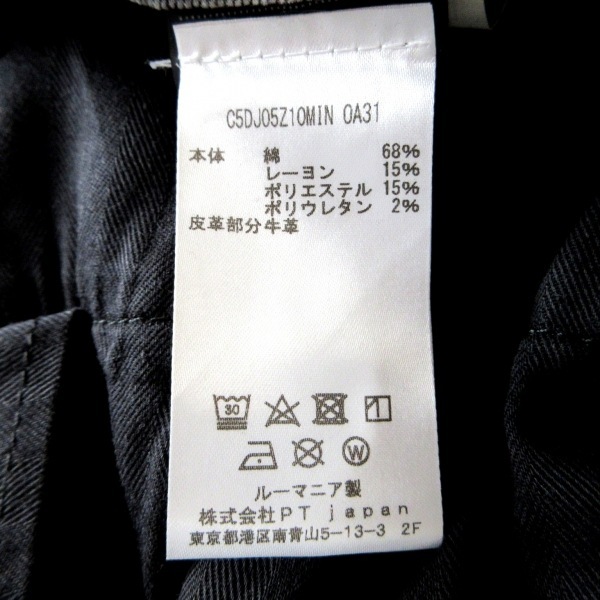 C5DJ05Z10MIN 0A31
本体 綿 68%
レーヨン 15%
ポリエステル 15%
ポリウレタン 2%
皮革部分牛革
30
W
ルーマニア製
株式会社PT japan
東京都港区南青山5-13-3 2F